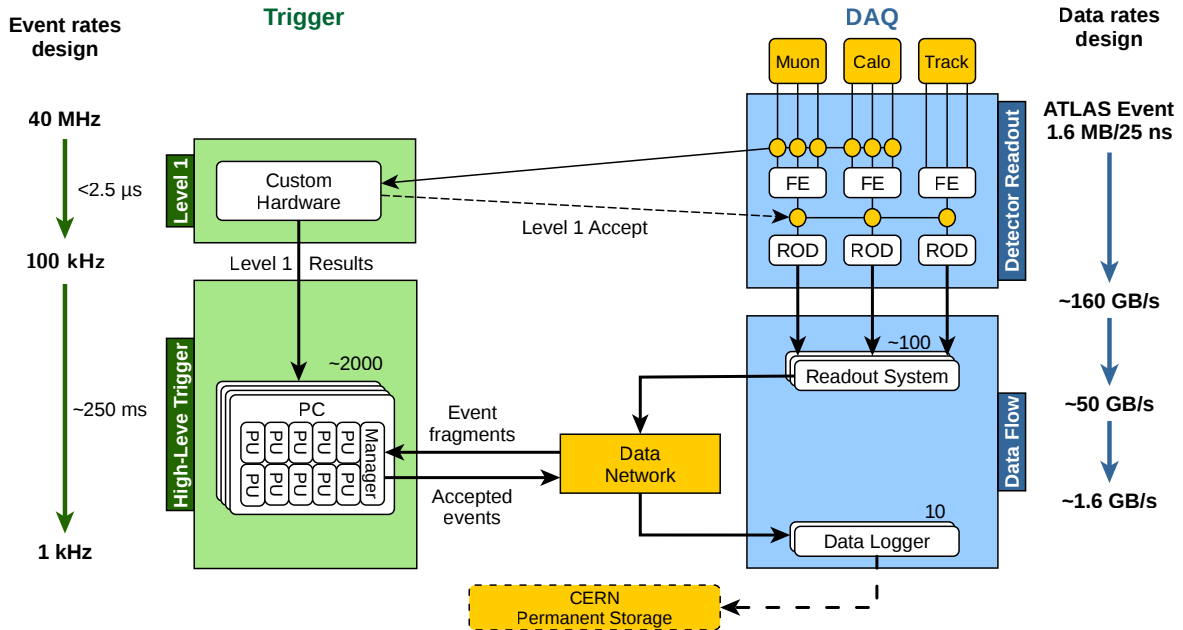 Event rates
design
Trigger
DAQ
Data rates
design
Muon
Calo
Track
40 MHz
ATLAS Event
1.6 MB/25 ns
Level 1
Custom
Hardware
<2.5 µs
FE
FE
FE
Detector Readout
Level 1 Accept
ROD
ROD
ROD
100 kHz
Level 1
Results
~160 GB/s
~2000
~100
Readout System
High-Leve Trigger
~250 ms
PC
PU
PU
PU
PU
PU
PU
PU
PU
PU
PU
Manager
Event
fragments
Data
Network
Accepted
events
Data Flow
~50 GB/s
~1.6 GB/s
10
Data Logger
1 kHz
CERN
Permanent Storage